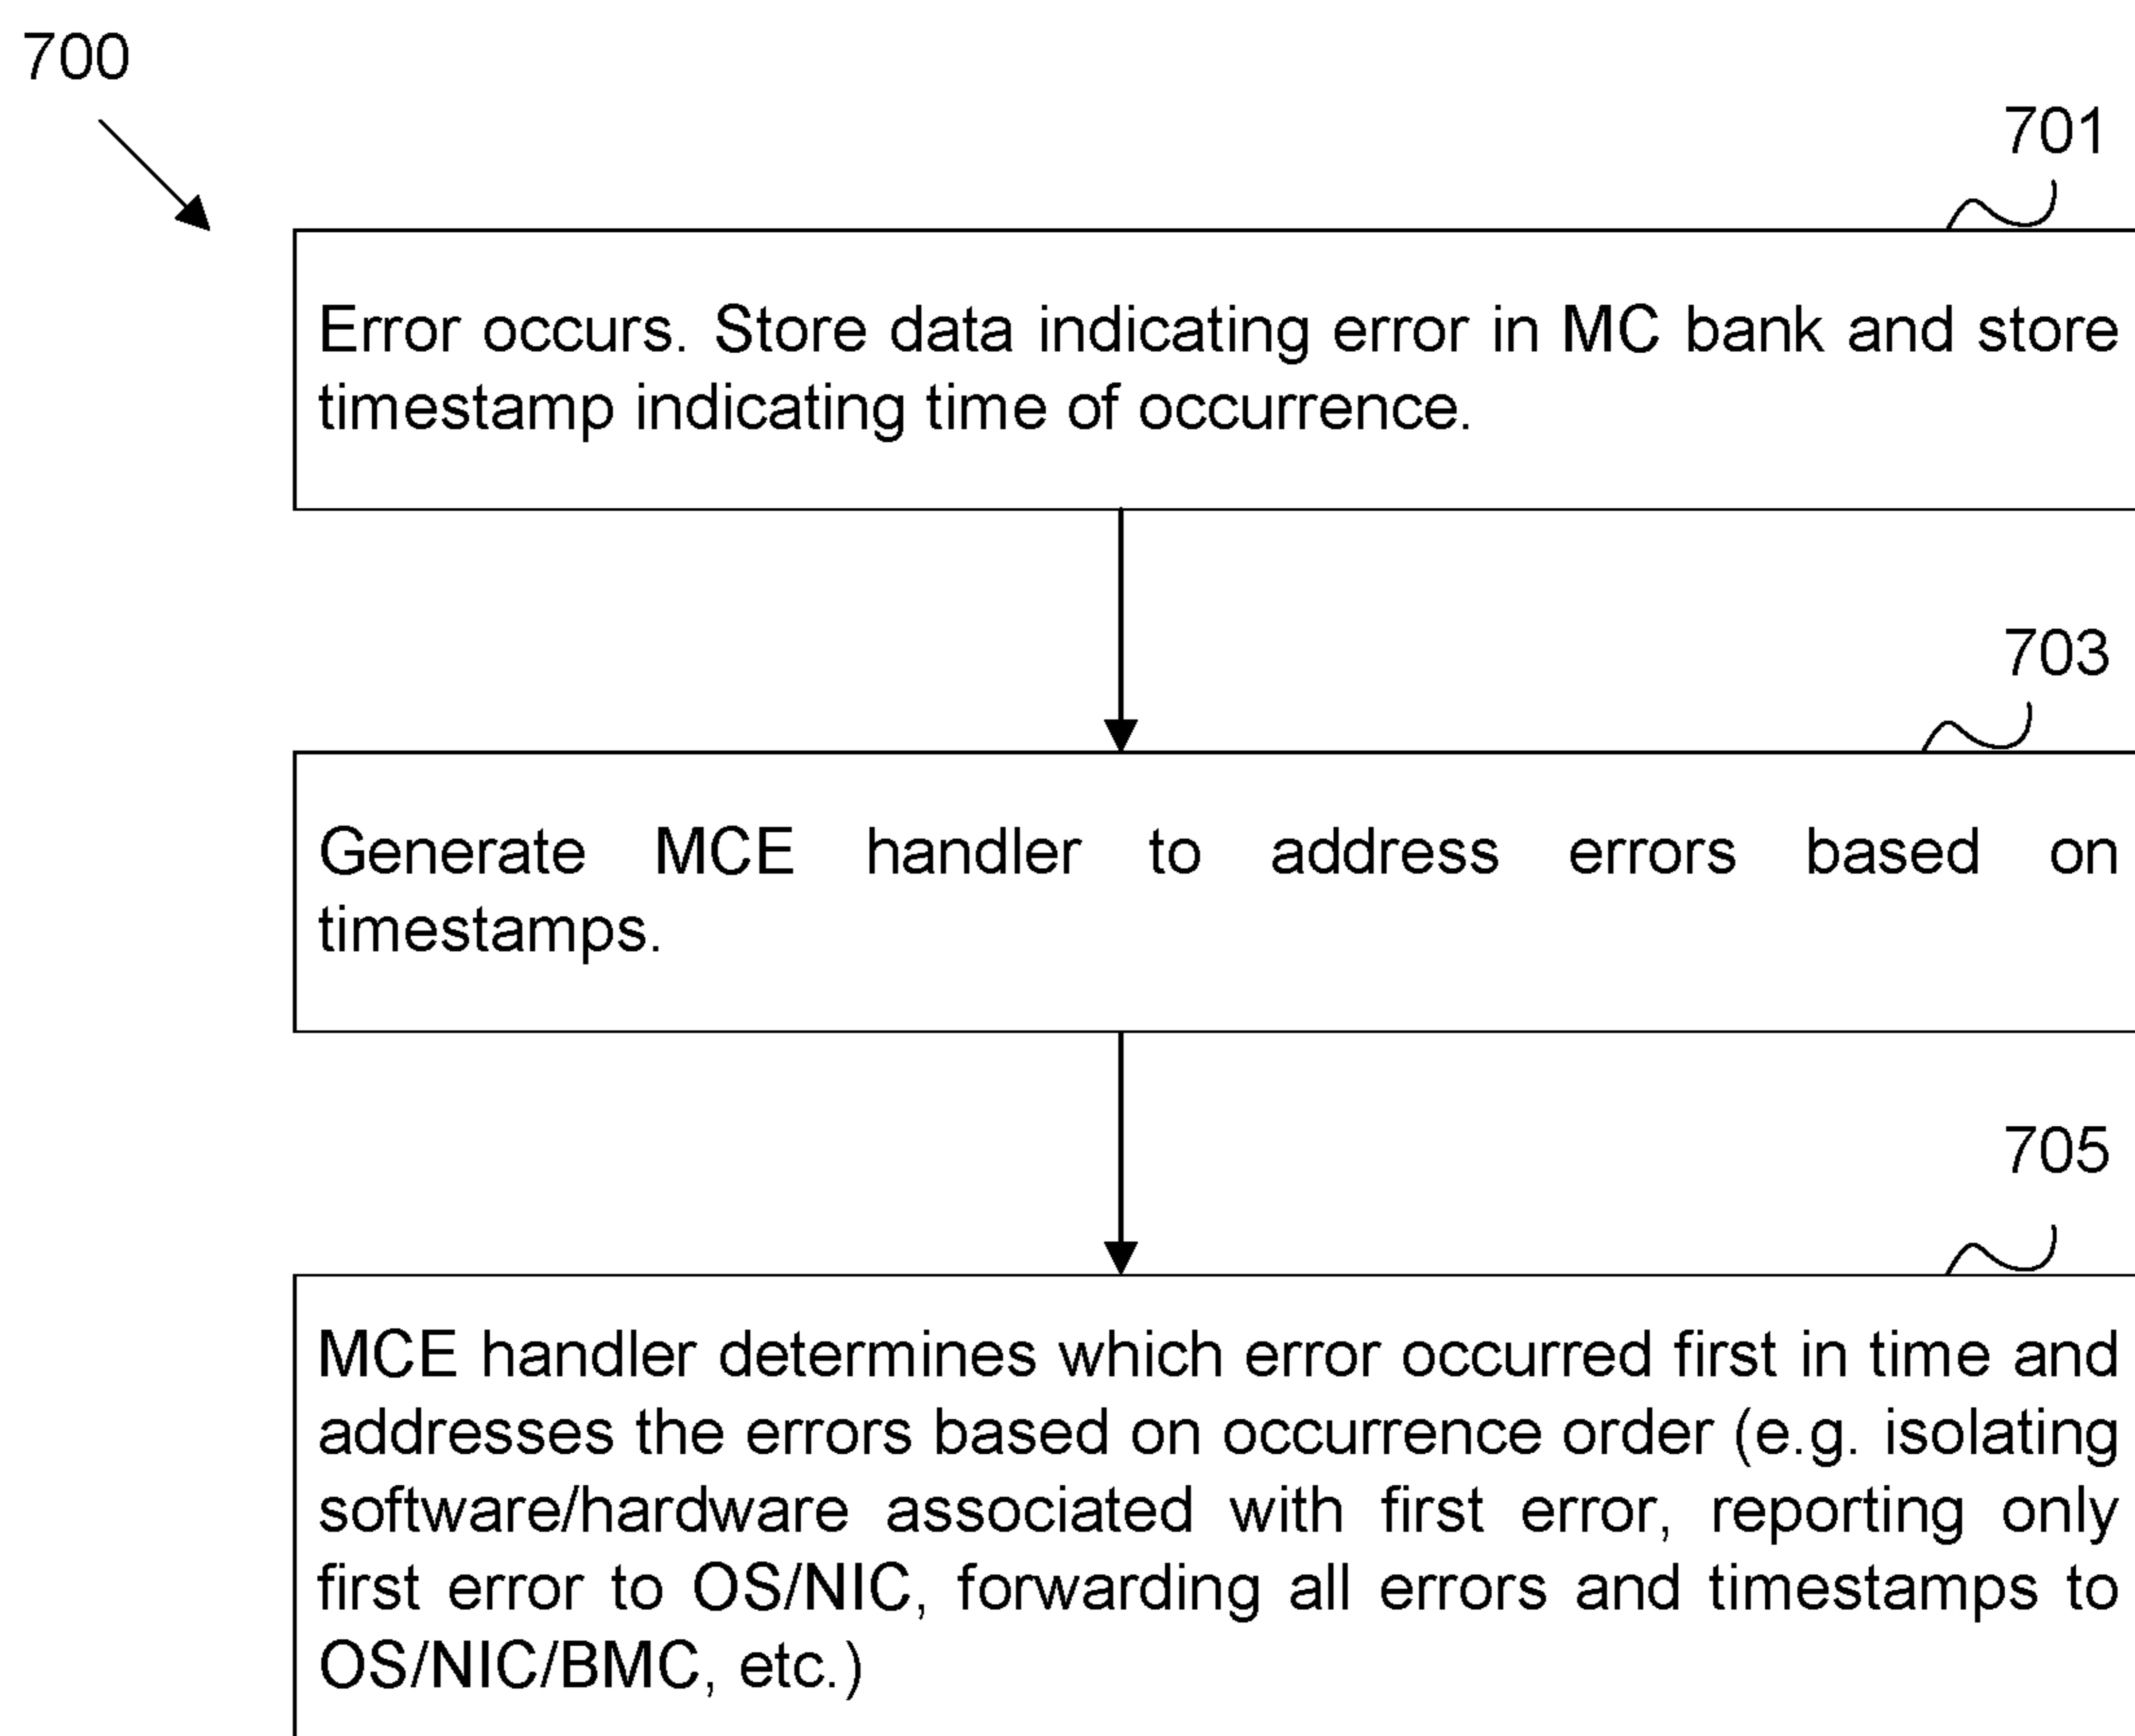 700
701
Error occurs. Store data indicating error in MC bank and store
timestamp indicating time of occurrence.
703
Generate MCE handler to address errors based on
timestamps.
705
MCE handler determines which error occurred first in time and
addresses the errors based on occurrence order (e.g. isolating
software/hardware associated with first error, reporting only
first error to OS/NIC, forwarding all errors and timestamps to
OS/NIC/BMC, etc.)